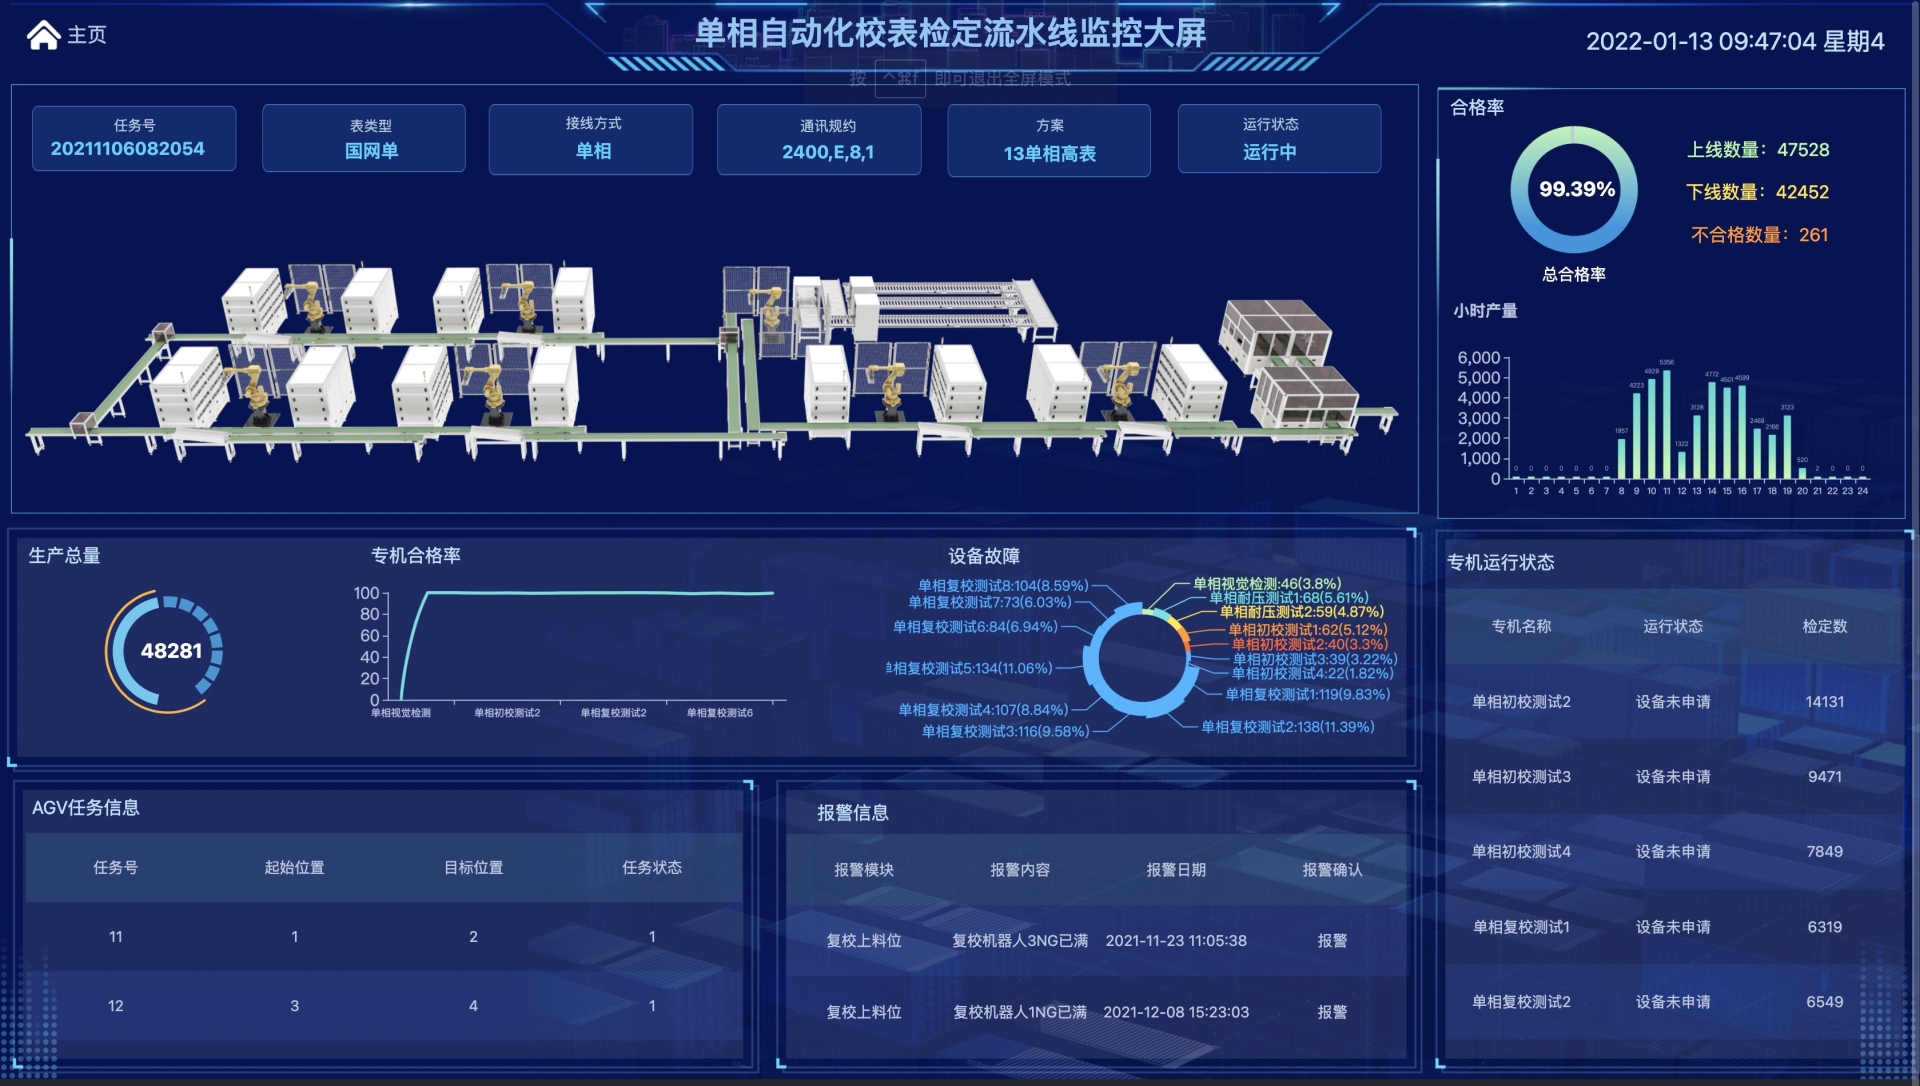 主页
单相自动化校表检定流水线监控大屏
2022-01-13 09:47:04 星期4
按 ^⌘f 即可退出全屏模式
任务号
20211106082054
表类型
国网单
接线方式
单相
通讯规约
2400,E,8,1
方案
13单相高表
运行状态
运行中
合格率
99.39%
总合格率
上线数量：47528
下线数量：42452
不合格数量：261
小时产量
6,000
5,000
4,000
3,000
2,000
1,000
0
0 0 0 0 0 0 0 1957 4223 4929 5356 1322 3128 4772 4501 4599 2469 2166 3123 520 2 0 0 0
1 2 3 4 5 6 7 8 9 10 11 12 13 14 15 16 17 18 19 20 21 22 23 24
生产总量
48281
专机合格率
100
80
60
40
20
0
单相视觉检测 单相初校测试2 单相复校测试2 单相复校测试6
设备故障
单相复校测试8:104(8.59%)
单相复校测试7:73(6.03%)
单相复校测试6:84(6.94%)
单相复校测试5:134(11.06%)
单相复校测试4:107(8.84%)
单相复校测试3:116(9.58%)
单相视觉检测:46(3.8%)
单相耐压测试1:68(5.61%)
单相耐压测试2:59(4.87%)
单相初校测试1:62(5.12%)
单相初校测试2:40(3.3%)
单相初校测试3:39(3.22%)
单相初校测试4:22(1.82%)
单相复校测试1:119(9.83%)
单相复校测试2:138(11.39%)
专机运行状态
专机名称 运行状态 检定数
单相初校测试2 设备未申请 14131
单相初校测试3 设备未申请 9471
单相初校测试4 设备未申请 7849
单相复校测试1 设备未申请 6319
单相复校测试2 设备未申请 6549
AGV任务信息
任务号 起始位置 目标位置 任务状态
11 1 2 1
12 3 4 1
报警信息
报警模块 报警内容 报警日期 报警确认
复校上料位 复校机器人3NG已满 2021-11-23 11:05:38 报警
复校上料位 复校机器人1NG已满 2021-12-08 15:23:03 报警